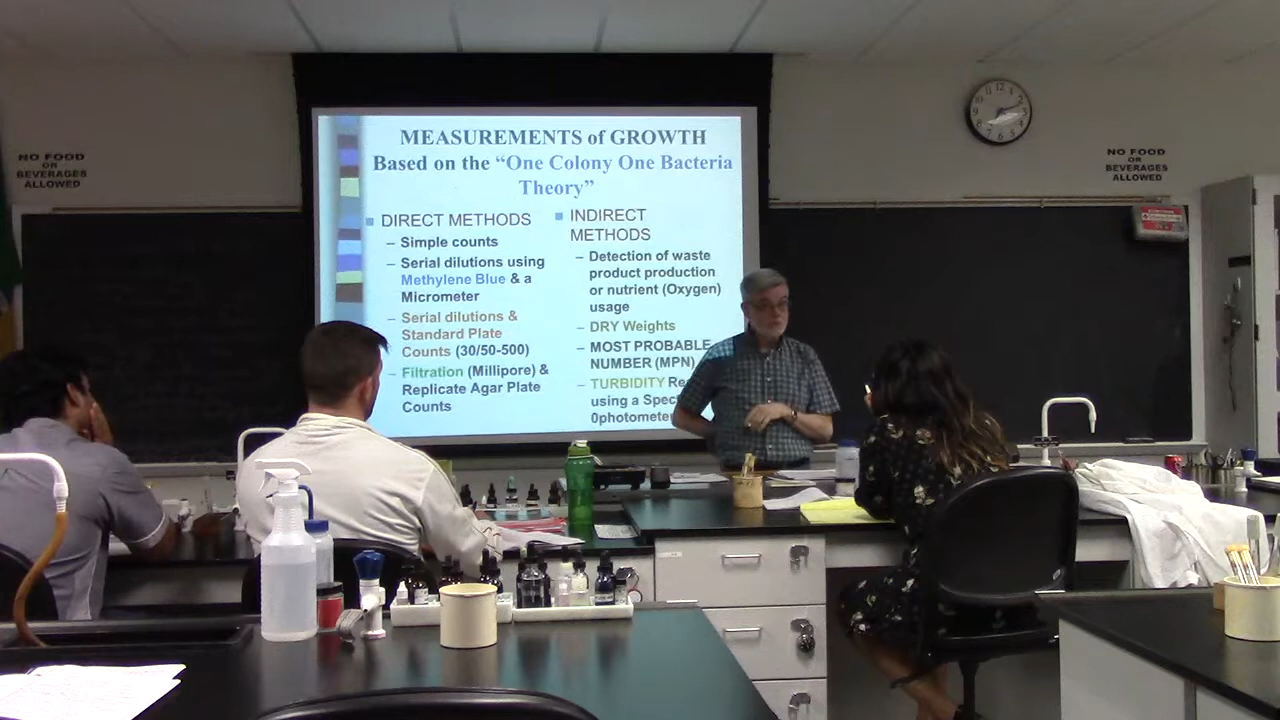 MEASUREMENTS of GROWTH
Based on the “One Colony One Bacteria
Theory”
DIRECT METHODS
– Simple counts
– Serial dilutions using
Methylene Blue & a
Micrometer
– Serial dilutions &
Standard Plate
Counts (30/50-500)
– Filtration (Millipore) &
Replicate Agar Plate
Counts
INDIRECT
METHODS
– Detection of waste
product production
or nutrient (Oxygen)
usage
– DRY Weights
– MOST PROBABLE
NUMBER (MPN)
– TURBIDITY Re
using a Spec
0photomete
NO FOOD
OR
BEVERAGES
ALLOWED
NO FOOD
OR
BEVERAGES
ALLOWED